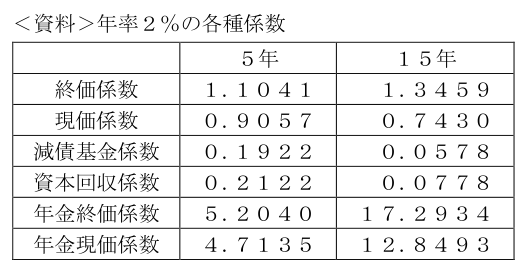 ＜資料＞年率２％の各種係数
５年 １５年
終価係数 １．１０４１ １．３４５９
現価係数 ０．９０５７ ０．７４３０
減債基金係数 ０．１９２２ ０．０５７８
資本回収係数 ０．２１２２ ０．０７７８
年金終価係数 ５．２０４０ １７．２９３４
年金現価係数 ４．７１３５ １２．８４９３